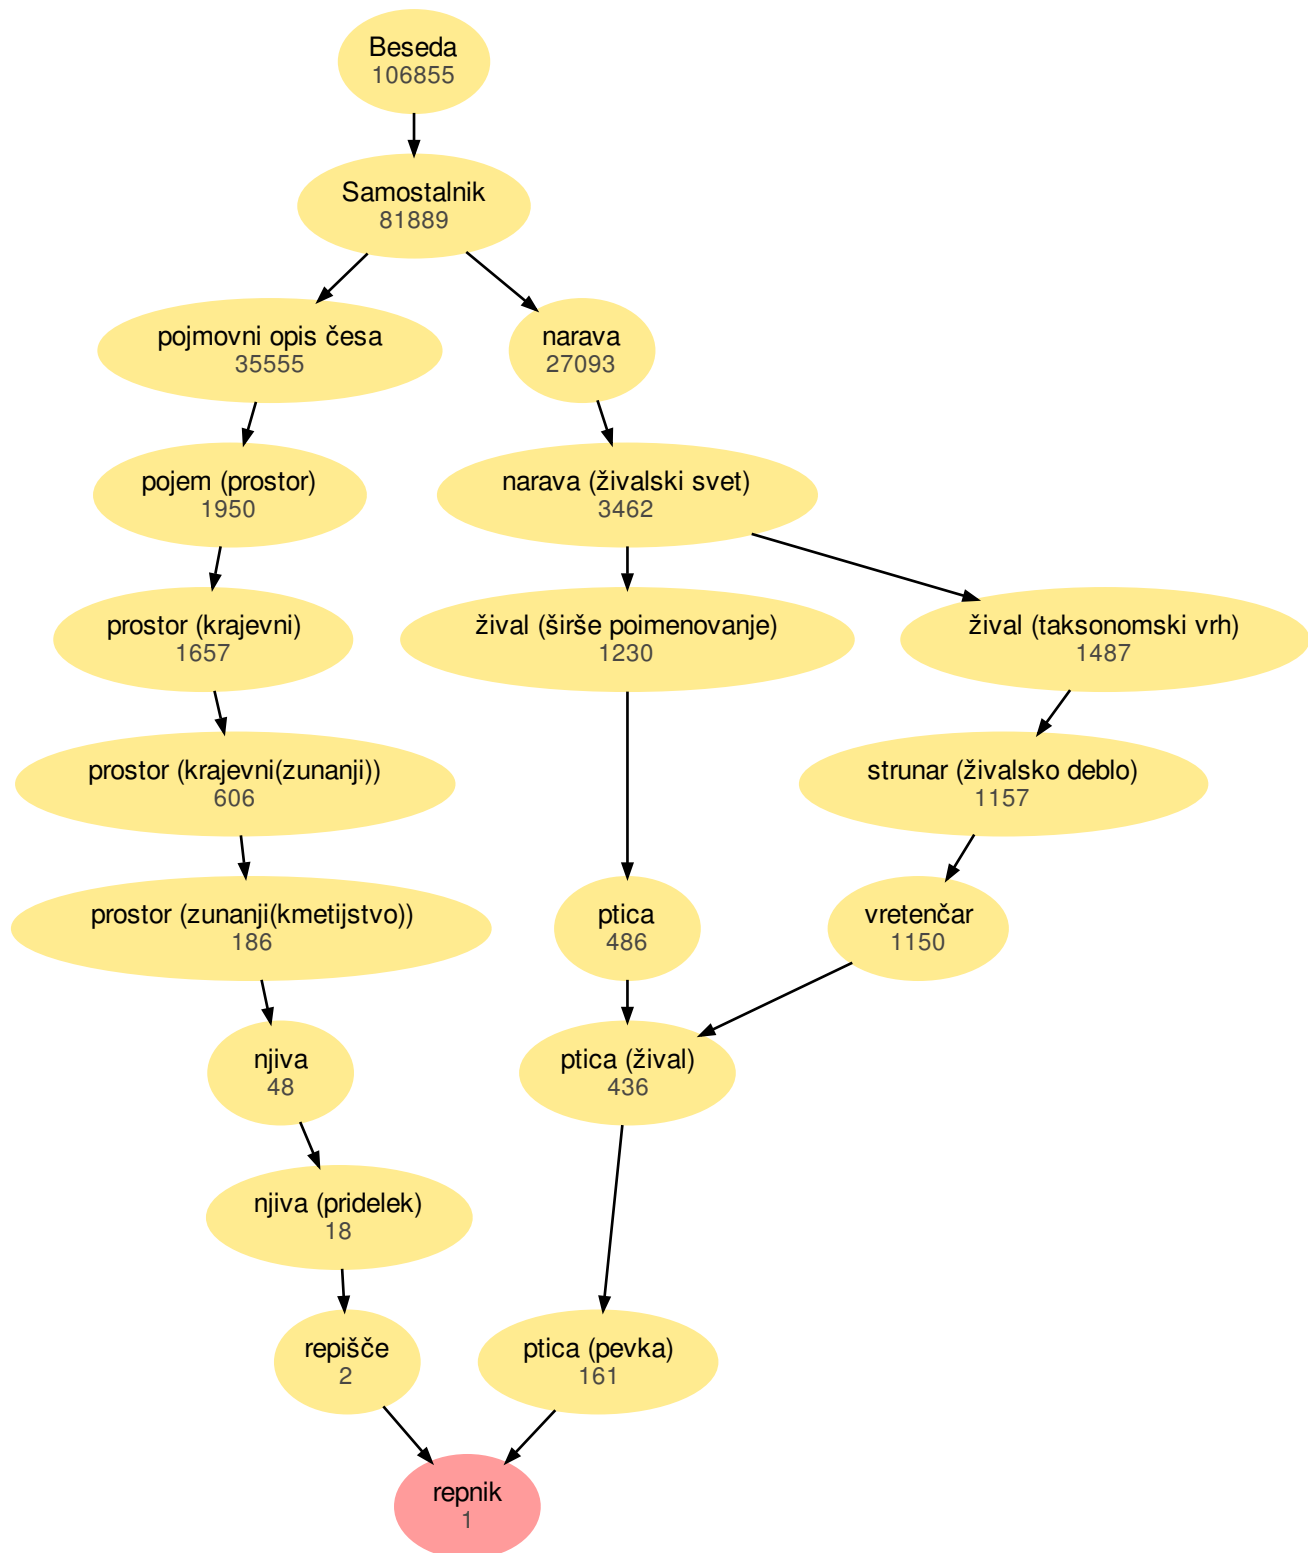 Beseda
106855
Samostalnik
81889
pojmovni opis česa
35555
narava
27093
pojem (prostor)
1950
narava (živalski svet)
3462
prostor (krajevni)
1657
žival (širše poimenovanje)
1230
žival (taksonomski vrh)
1487
prostor (krajevni(zunanji))
606
strunar (živalsko deblo)
1157
prostor (zunanji(kmetijstvo))
186
ptica
486
vretenčar
1150
njiva
48
ptica (žival)
436
njiva (pridelek)
18
repišče
2
ptica (pevka)
161
repnik
1